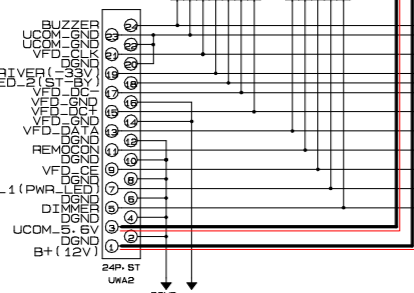 BUZZER 24
UCOM_GND 23
UCOM_GND 22
VFD_CLK 21
DGND 20
RIVER(-33V) 19
ED_2(ST-BY) 18
VFD_DC- 17
VFD_GND 16
VFD_DC+ 15
VFD_GND 14
VFD_DATA 13
DGND 12
REMOCON 11
DGND 10
VFD_CE 9
DGND 8
_1(PWR_LED) 7
DGND 6
DIMMER 5
DGND 4
UCOM_5.6V 3
DGND 2
B+(12V) 1
24P, ST
UWA2